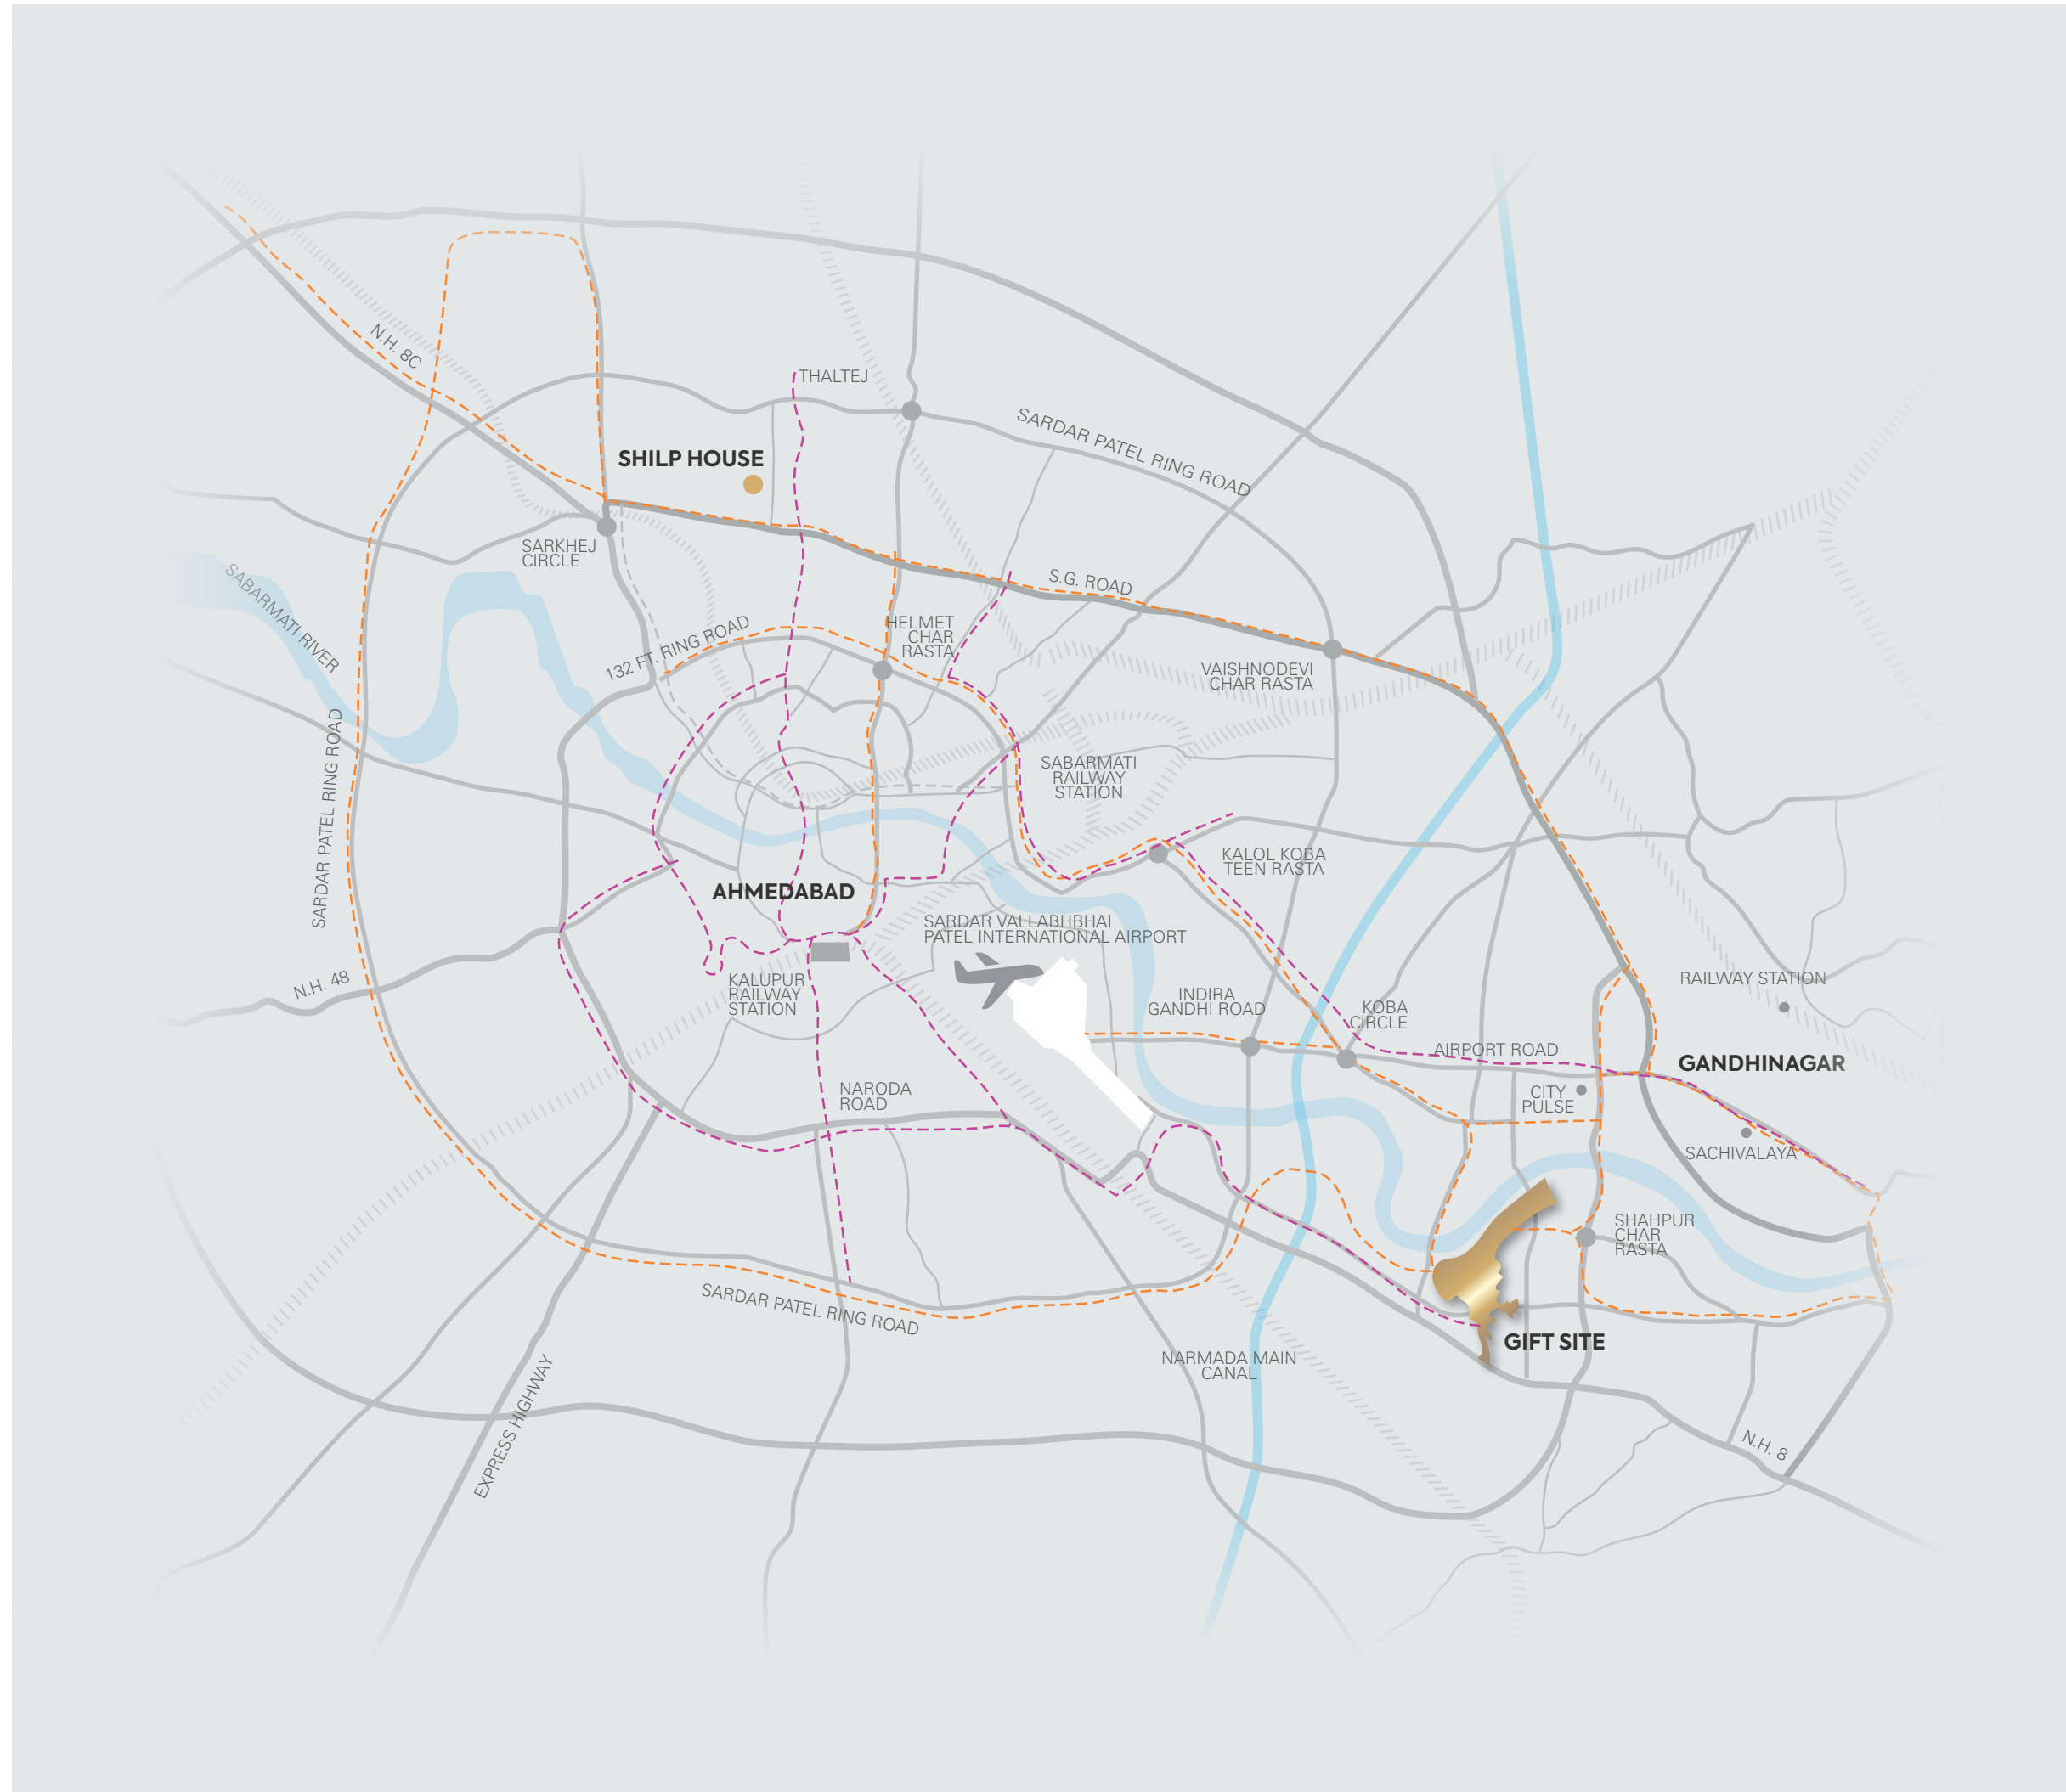 N.H. 8C
THALTEJ
SARDAR PATEL RING ROAD
SHILP HOUSE
SARKHEJ
CIRCLE
SABARMATI RIVER
S.G. ROAD
132 FT. RING ROAD
HELMET
CHAR
RASTA
VAISHNODEVI
CHAR RASTA
SARDAR PATEL RING ROAD
SABARMATI
RAILWAY
STATION
KALOL KOBA
TEEN RASTA
AHMEDABAD
SARDAR VALLABHBHAI
PATEL INTERNATIONAL AIRPORT
N.H. 48
KALUPUR
RAILWAY
STATION
INDIRA
GANDHI ROAD
KOBA
CIRCLE
RAILWAY STATION
AIRPORT ROAD
GANDHINAGAR
NARODA
ROAD
CITY
PULSE
SACHIVALAYA
SHAHPUR
CHAR
RASTA
SARDAR PATEL RING ROAD
GIFT SITE
NARMADA MAIN
CANAL
EXPRESS HIGHWAY
N.H. 8